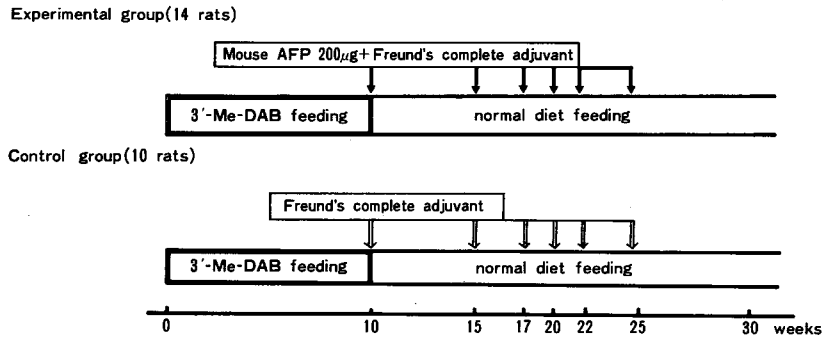 Experimental group(14 rats)
Mouse AFP 200μg+Freund's complete adjuvant
3´-Me-DAB feeding normal diet feeding
Control group(10 rats)
Freund's complete adjuvant
3´-Me-DAB feeding normal diet feeding
0 10 15 17 20 22 25 30 weeks